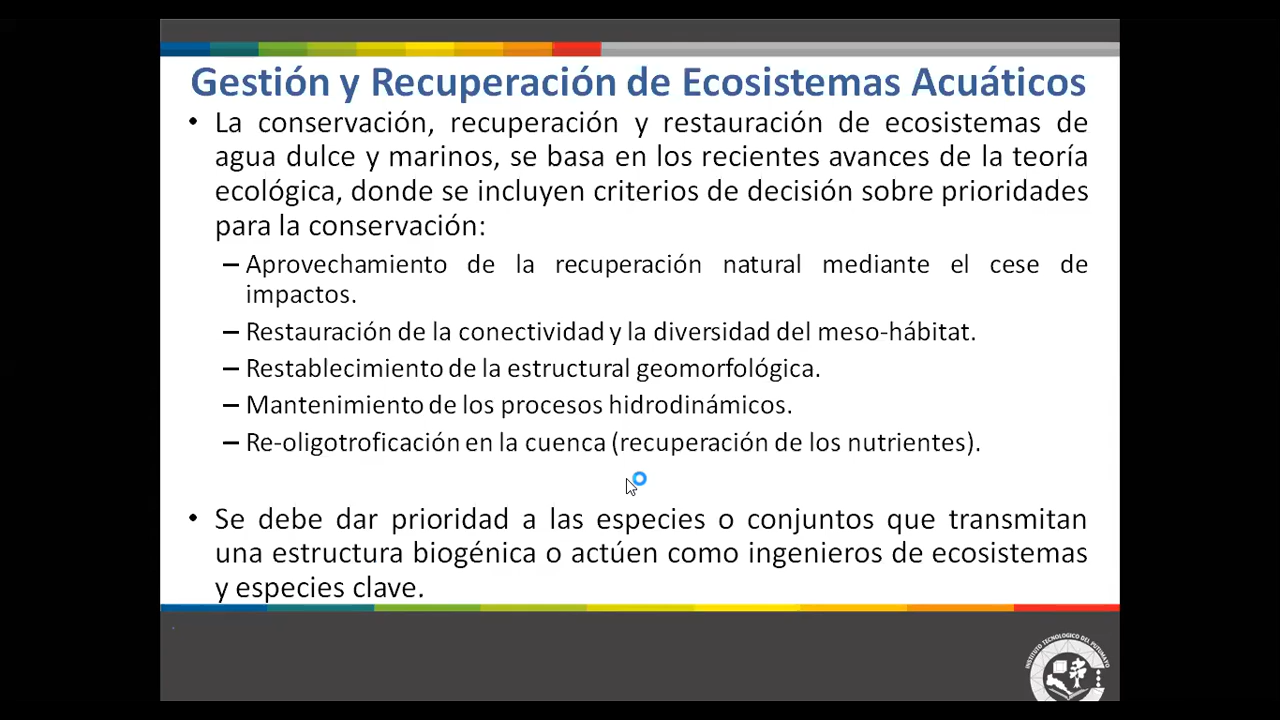 Gestión y Recuperación de Ecosistemas Acuáticos
• La conservación, recuperación y restauración de ecosistemas de
agua dulce y marinos, se basa en los recientes avances de la teoría
ecológica, donde se incluyen criterios de decisión sobre prioridades
para la conservación:
– Aprovechamiento de la recuperación natural mediante el cese de
impactos.
– Restauración de la conectividad y la diversidad del meso-hábitat.
– Restablecimiento de la estructural geomorfológica.
– Mantenimiento de los procesos hidrodinámicos.
– Re-oligotroficación en la cuenca (recuperación de los nutrientes).
• Se debe dar prioridad a las especies o conjuntos que transmitan
una estructura biogénica o actúen como ingenieros de ecosistemas
y especies clave.
INSTITUTO TECNOLOGICO DEL PUTUMAYO